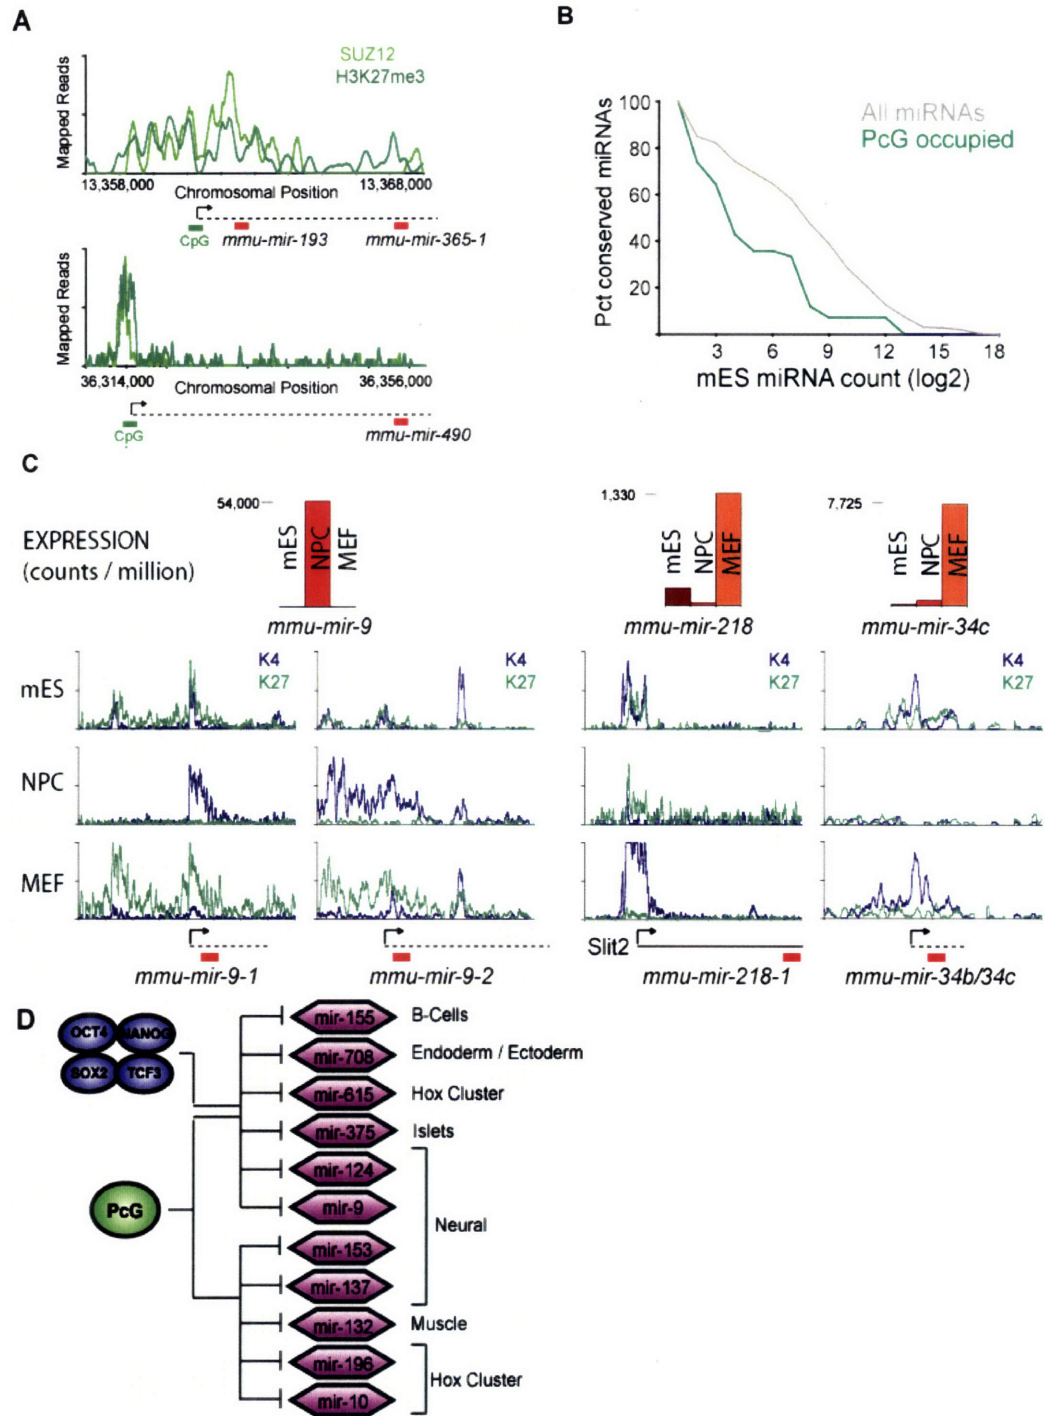 A
SUZ12
H3K27me3
Mapped Reads
13,358,000
Chromosomal Position
13,368,000
CpG
mmu-mir-193
mmu-mir-365-1
Mapped Reads
36,314,000
Chromosomal Position
36,356,000
CpG
mmu-mir-490
B
Pct conserved miRNAs
100
80
60
40
20
All miRNAs
PcG occupied
3 6 9 12 15 18
mES miRNA count (log2)
C
EXPRESSION
(counts / million)
54,000
mES
NPC
MEF
mmu-mir-9
1,330
mES
NPC
MEF
mmu-mir-218
7,725
mES
NPC
MEF
mmu-mir-34c
mES
K4
K27
K4
K27
K4
K27
K4
K27
NPC
MEF
mmu-mir-9-1
mmu-mir-9-2
Slit2
mmu-mir-218-1
mmu-mir-34b/34c
D
OCT4
NANOG
SOX2
TCF3
PcG
mir-155
B-Cells
mir-708
Endoderm / Ectoderm
mir-615
Hox Cluster
mir-375
Islets
mir-124
mir-9
Neural
mir-153
mir-137
mir-132
Muscle
mir-196
Hox Cluster
mir-10